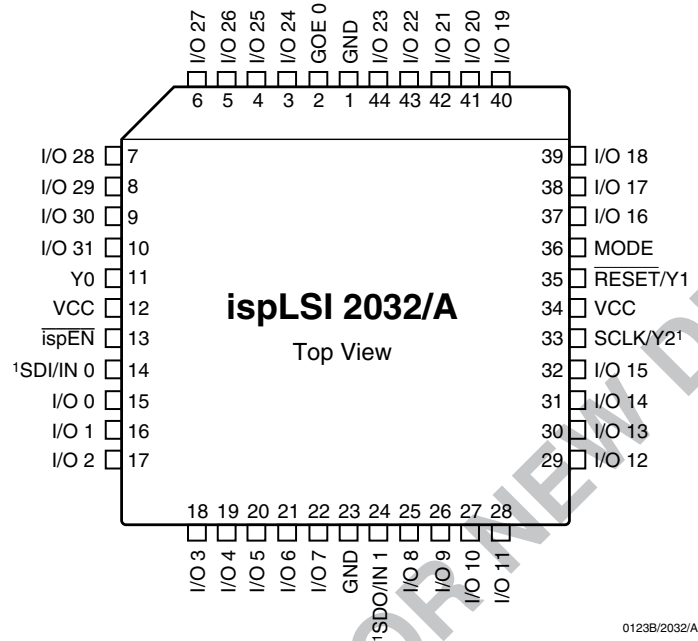 I/O 27
I/O 26
I/O 25
I/O 24
GOE 0
GND
I/O 23
I/O 22
I/O 21
I/O 20
I/O 19
6 5 4 3 2 1 44 43 42 41 40
I/O 28 7
I/O 29 8
I/O 30 9
I/O 31 10
Y0 11
VCC 12
ispEN 13
¹SDI/IN 0 14
I/O 0 15
I/O 1 16
I/O 2 17
ispLSI 2032/A
Top View
39 I/O 18
38 I/O 17
37 I/O 16
36 MODE
35 RESET/Y1
34 VCC
33 SCLK/Y2¹
32 I/O 15
31 I/O 14
30 I/O 13
29 I/O 12
18 19 20 21 22 23 24 25 26 27 28
I/O 3
I/O 4
I/O 5
I/O 6
I/O 7
GND
¹SDO/IN 1
I/O 8
I/O 9
I/O 10
I/O 11
OR NEW D
0123B/2032/A